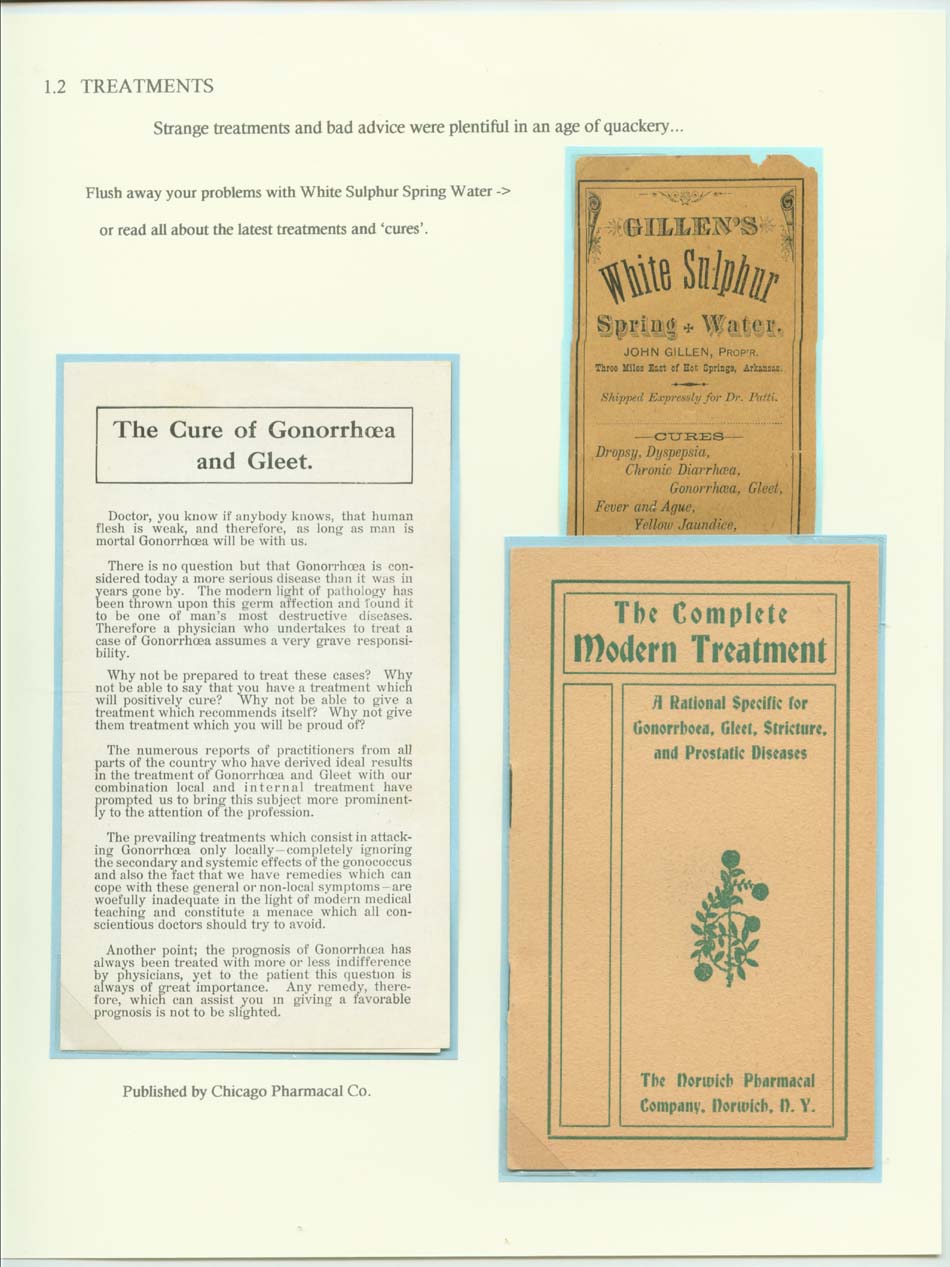 1.2 TREATMENTS
Strange treatments and bad advice were plentiful in an age of quackery...
Flush away your problems with White Sulphur Spring Water ->
or read all about the latest treatments and ‘cures’.
GILLEN'S
White Sulphur
Spring + Water.
JOHN GILLEN, PROP'R.
Three Miles East of Hot Springs, Arkansas.
Shipped Expressly for Dr. Patti.
—CURES—
Dropsy, Dyspepsia,
Chronic Diarrhœa,
Gonorrhœa, Gleet,
Fever and Ague,
Yellow Jaundice,
The Cure of Gonorrhœa
and Gleet.
Doctor, you know if anybody knows, that human
flesh is weak, and therefore, as long as man is
mortal Gonorrhœa will be with us.
There is no question but that Gonorrhœa is con-
sidered today a more serious disease than it was in
years gone by. The modern light of pathology has
been thrown upon this germ affection and found it
to be one of man's most destructive diseases.
Therefore a physician who undertakes to treat a
case of Gonorrhœa assumes a very grave responsi-
bility.
Why not be prepared to treat these cases? Why
not be able to say that you have a treatment which
will positively cure? Why not be able to give a
treatment which recommends itself? Why not give
them treatment which you will be proud of?
The numerous reports of practitioners from all
parts of the country who have derived ideal results
in the treatment of Gonorrhœa and Gleet with our
combination local and internal treatment have
prompted us to bring this subject more prominent-
ly to the attention of the profession.
The prevailing treatments which consist in attack-
ing Gonorrhœa only locally—completely ignoring
the secondary and systemic effects of the gonococcus
and also the fact that we have remedies which can
cope with these general or non-local symptoms—are
woefully inadequate in the light of modern medical
teaching and constitute a menace which all con-
scientious doctors should try to avoid.
Another point; the prognosis of Gonorrhœa has
always been treated with more or less indifference
by physicians, yet to the patient this question is
always of great importance. Any remedy, there-
fore, which can assist you in giving a favorable
prognosis is not to be slighted.
Published by Chicago Pharmacal Co.
The Complete
Modern Treatment
A Rational Specific for
Gonorrhoea, Gleet, Stricture,
and Prostatic Diseases
The Norwich Pharmacal
Company, Norwich, N. Y.